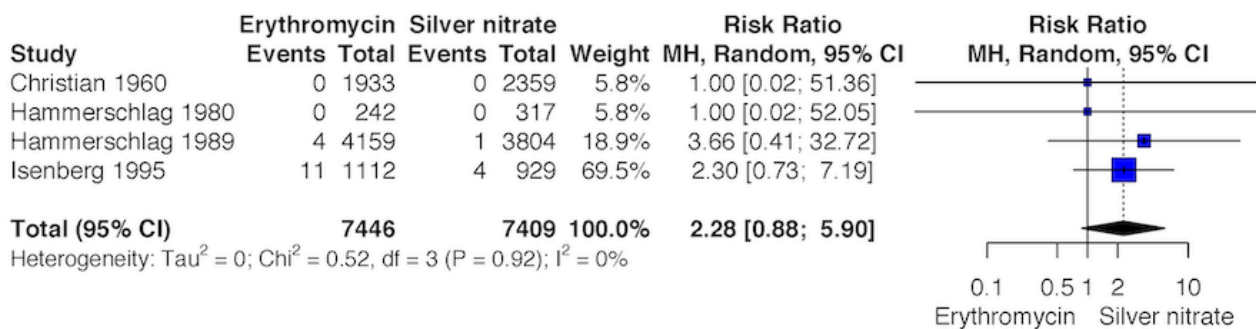 Erythromycin Silver nitrate Risk Ratio Risk Ratio
Study Events Total Events Total Weight MH, Random, 95% CI MH, Random, 95% CI
Christian 1960 0 1933 0 2359 5.8% 1.00 [0.02; 51.36]
Hammerschlag 1980 0 242 0 317 5.8% 1.00 [0.02; 52.05]
Hammerschlag 1989 4 4159 1 3804 18.9% 3.66 [0.41; 32.72]
Isenberg 1995 11 1112 4 929 69.5% 2.30 [0.73; 7.19]
Total (95% CI) 7446 7409 100.0% 2.28 [0.88; 5.90]
Heterogeneity: Tau² = 0; Chi² = 0.52, df = 3 (P = 0.92); I² = 0%
0.1 0.5 1 2 10
Erythromycin Silver nitrate